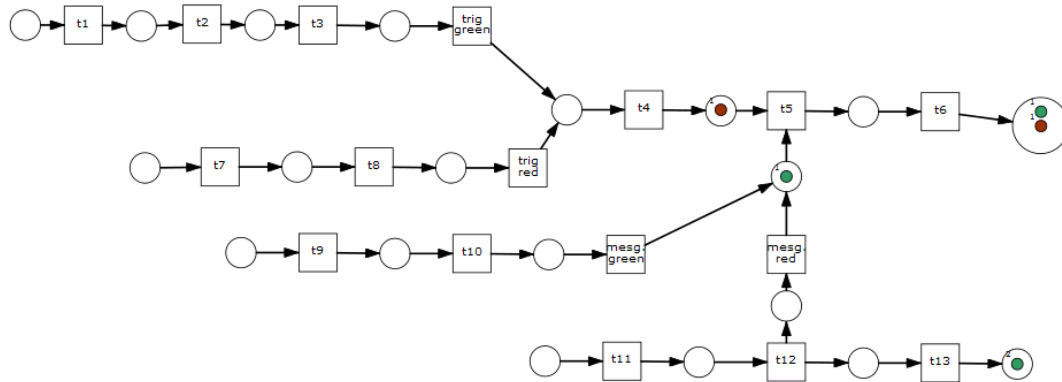 t1
t2
t3
trig
green
t4
1
t5
t6
1
1
t7
t8
trig
red
1
t9
t10
mesg.
green
mesg.
red
t11
t12
t13
2